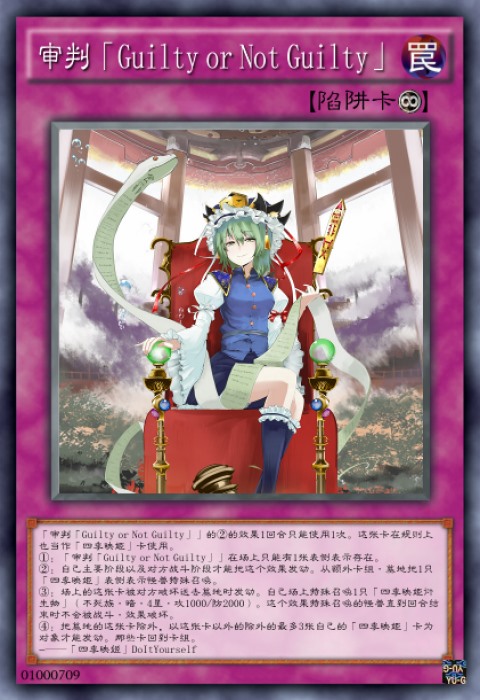 审判「Guilty or Not Guilty」 罠
【陷阱卡】
「审判「Guilty or Not Guilty」」的②的效果1回合只能使用1次。这张卡在规则上
也当作「四季映姬」卡使用。
①：「审判「Guilty or Not Guilty」」在场上只能有1张表侧表示存在。
②：自己主要阶段以及对方战斗阶段才能把这个效果发动。从额外卡组·墓地把1只
「四季映姬」表侧表示怪兽特殊召唤。
③：场上的这张卡被对方破坏送去墓地时发动。自己场上特殊召唤1只「四季映姬衍
生物」（不死族·暗·4星·攻1000/防2000）。这个效果特殊召唤的怪兽直到回合结
束时不会被战斗·效果破坏。
④：把墓地的这张卡除外，以这张卡以外的除外的最多3张自己的「四季映姬」卡为
对象才能发动。那些卡回到卡组。
————「四季映姬」DoItYourself
01000709